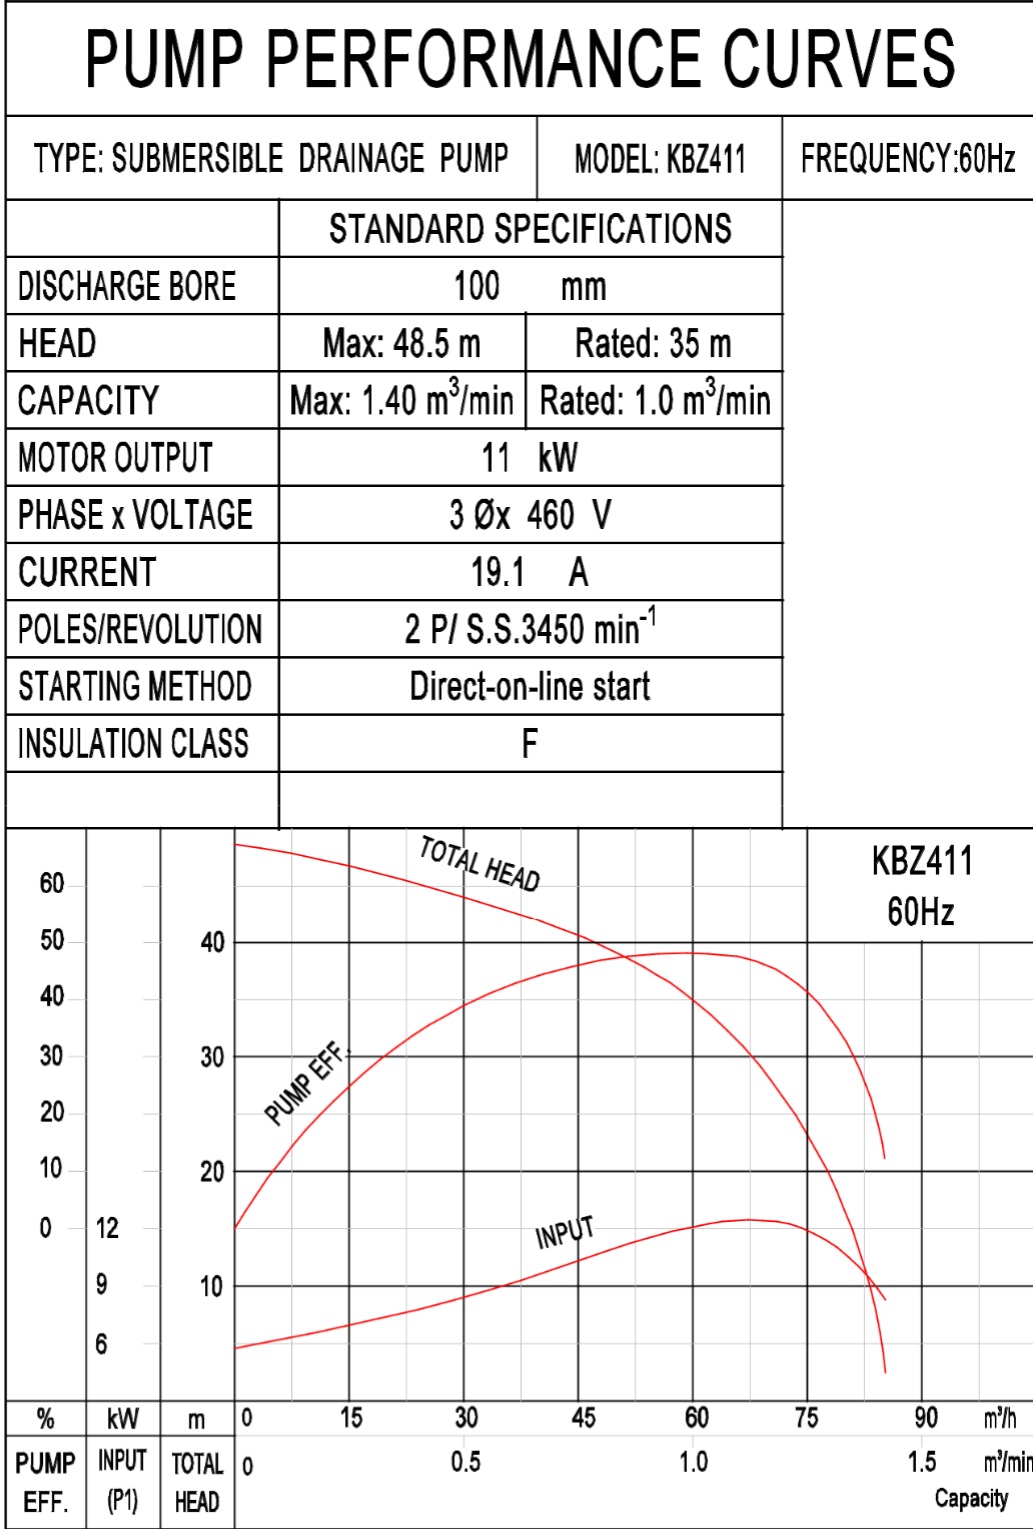 PUMP PERFORMANCE CURVES
TYPE: SUBMERSIBLE DRAINAGE PUMP MODEL: KBZ411 FREQUENCY:60Hz
STANDARD SPECIFICATIONS
DISCHARGE BORE 100 mm
HEAD Max: 48.5 m Rated: 35 m
CAPACITY Max: 1.40 m³/min Rated: 1.0 m³/min
MOTOR OUTPUT 11 kW
PHASE x VOLTAGE 3 Øx 460 V
CURRENT 19.1 A
POLES/REVOLUTION 2 P/ S.S.3450 min⁻¹
STARTING METHOD Direct-on-line start
INSULATION CLASS F
TOTAL HEAD
KBZ411
60Hz
60
50 40
40
PUMP EFF.
30 30
20
10 20
0 12
INPUT
9 10
6
% kW m 0 15 30 45 60 75 90 m³/h
PUMP EFF. INPUT (P1) TOTAL HEAD 0 0.5 1.0 1.5 m³/min
Capacity